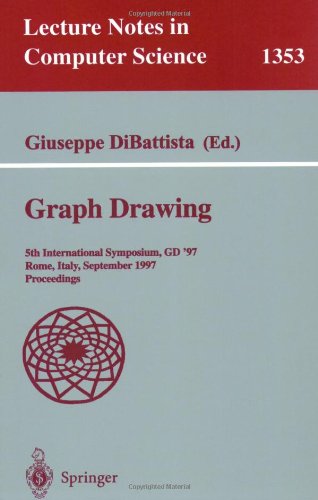 Lecture Notes in
Computer Science 1353
Giuseppe DiBattista (Ed.)
Graph Drawing
5th International Symposium, GD '97
Rome, Italy, September 1997
Proceedings
Springer